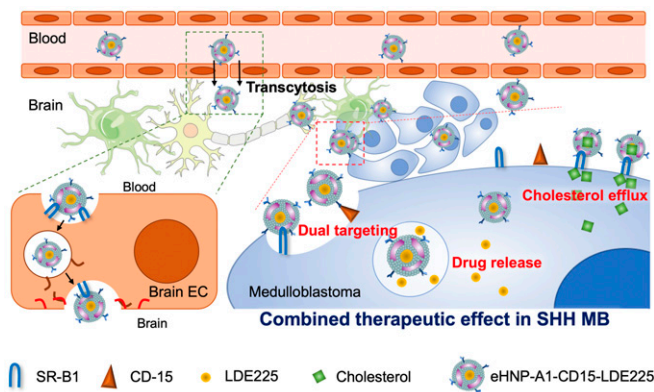 Blood
Brain
Transcytosis
Blood
Brain EC
Brain
Cholesterol efflux
Dual targeting
Drug release
Medulloblastoma
Combined therapeutic effect in SHH MB
SR-B1
CD-15
LDE225
Cholesterol
eHNP-A1-CD15-LDE225